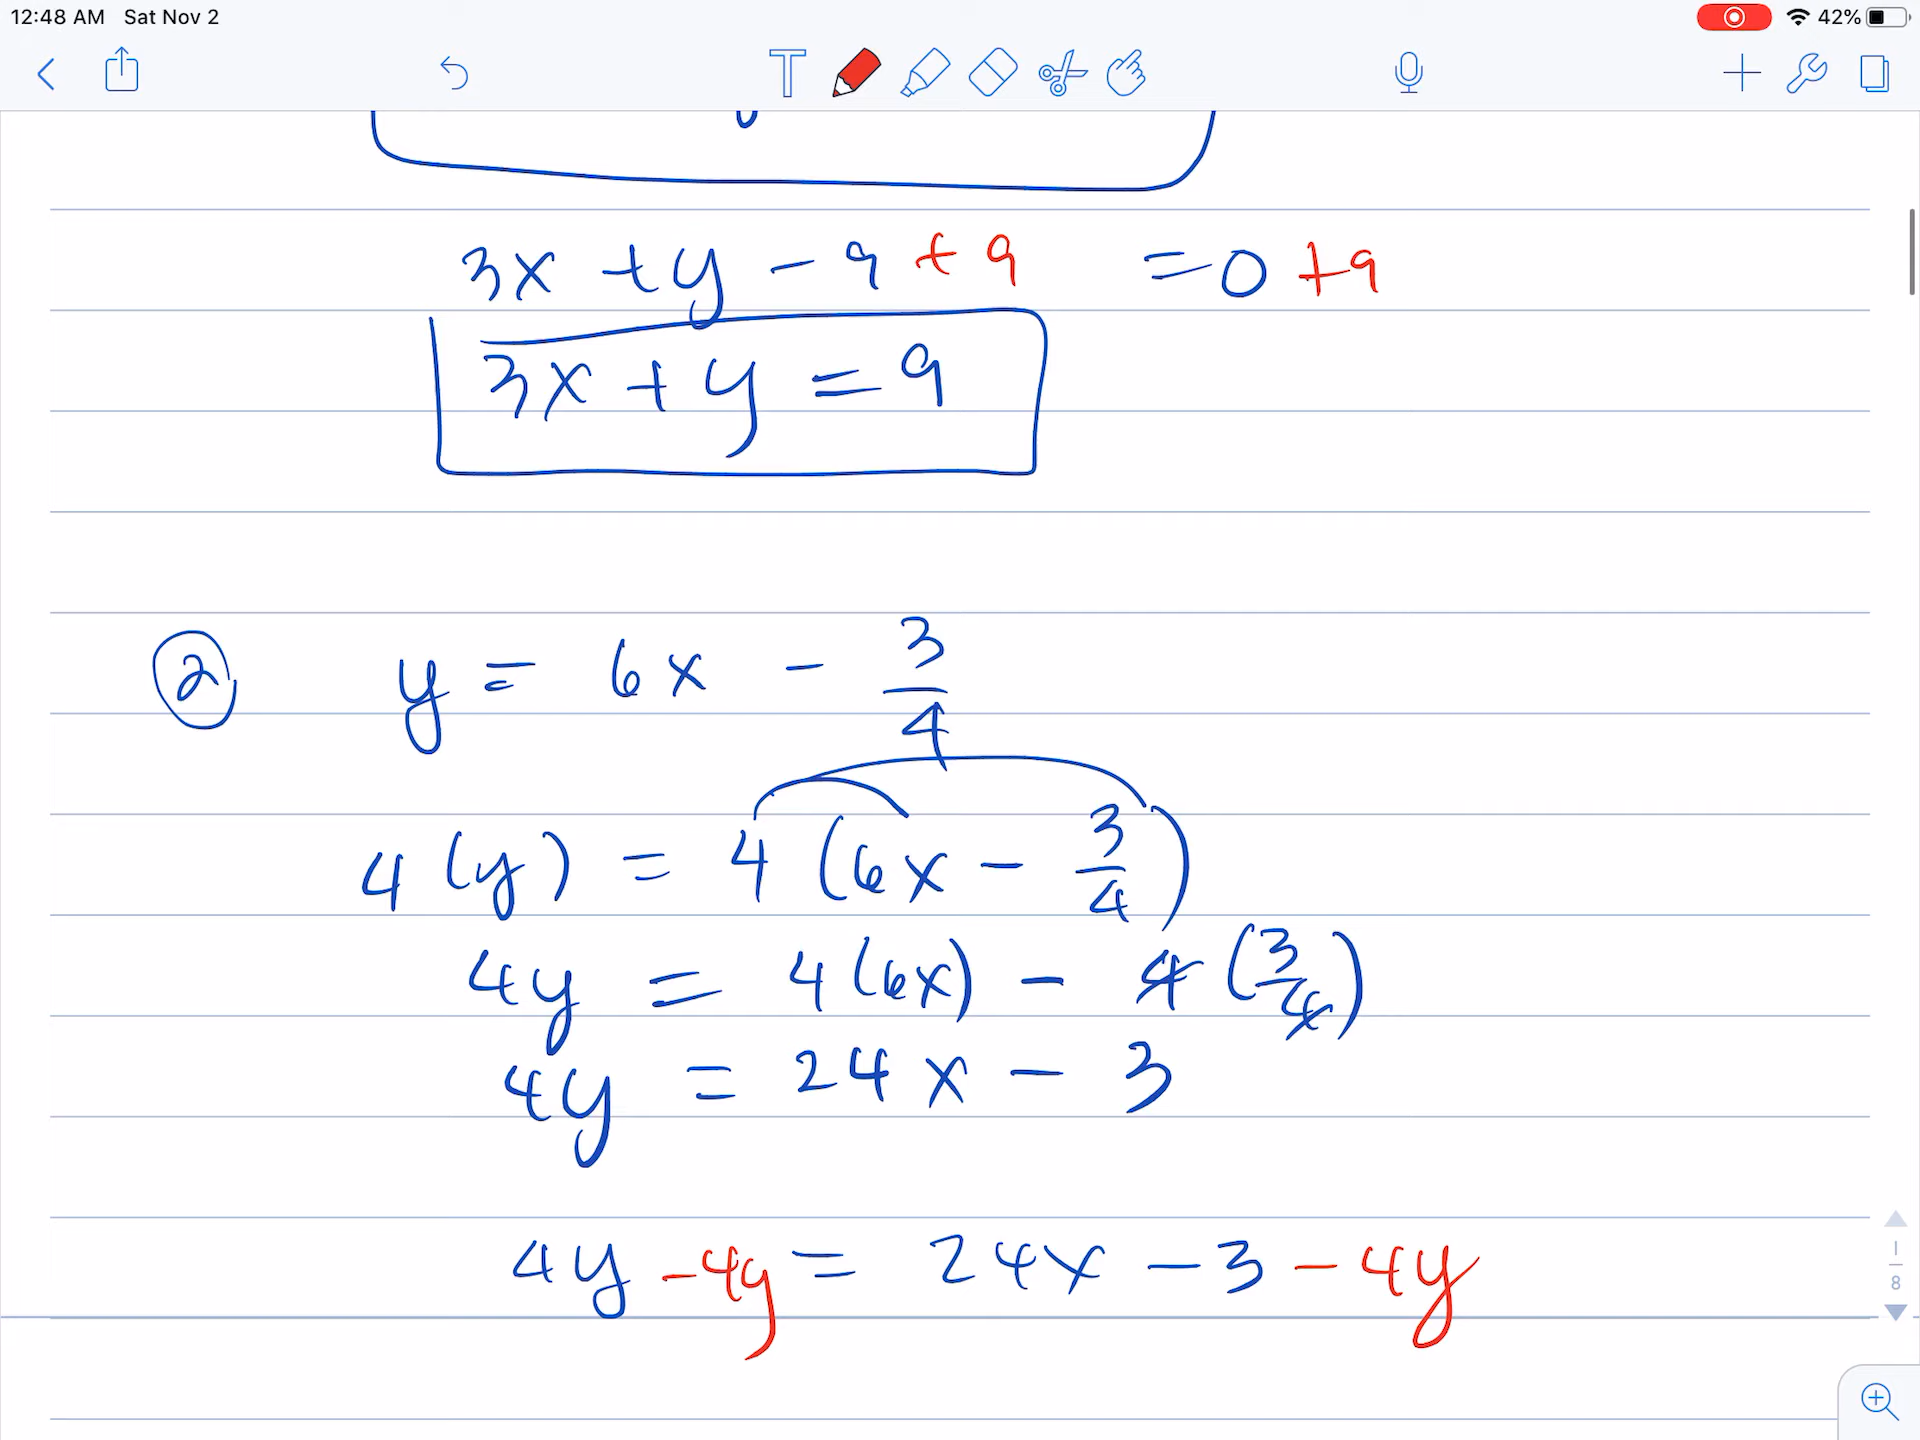 12:48 AM Sat Nov 2 42%
T
3x + y - 9 + 9 = 0 + 9
3x + y = 9
2 y = 6x - 3/4
4(y) = 4(6x - 3/4)
4y = 4(6x) - 4(3/4)
4y = 24x - 3
4y - 4y = 24x - 3 - 4y
1
8